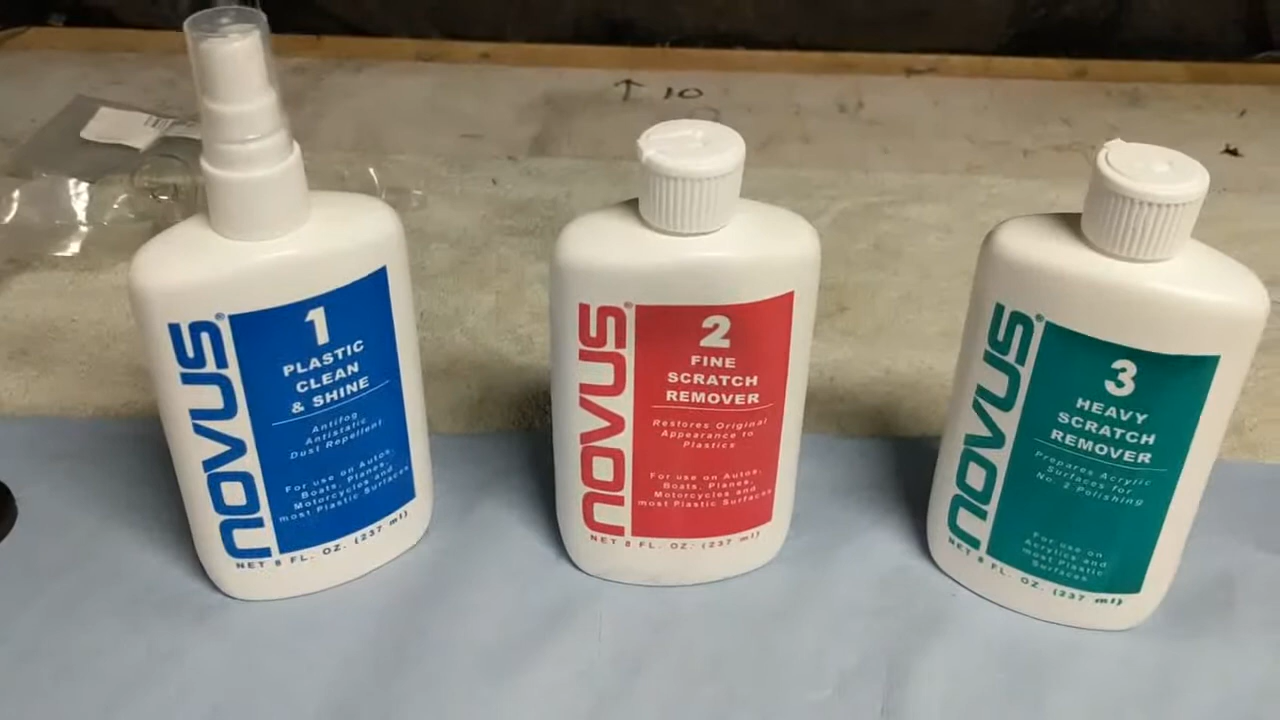 ↑ 10
NOVUS®
1
PLASTIC
CLEAN
& SHINE
Antifog
Antistatic
Dust Repellent
For use on Autos,
Boats, Planes,
Motorcycles and
most Plastic Surfaces
NET 8 FL. OZ. (237 ml)
NOVUS®
2
FINE
SCRATCH
REMOVER
Restores Original
Appearance to
Plastics
For use on Autos,
Boats, Planes,
Motorcycles and
most Plastic Surfaces
NET 8 FL. OZ. (237 ml)
NOVUS®
3
HEAVY
SCRATCH
REMOVER
Prepares Acrylic
Surfaces for
No. 2 Polishing
For use on
acrylics and
most Plastic
Surfaces
NET 8 FL. OZ. (237 ml)